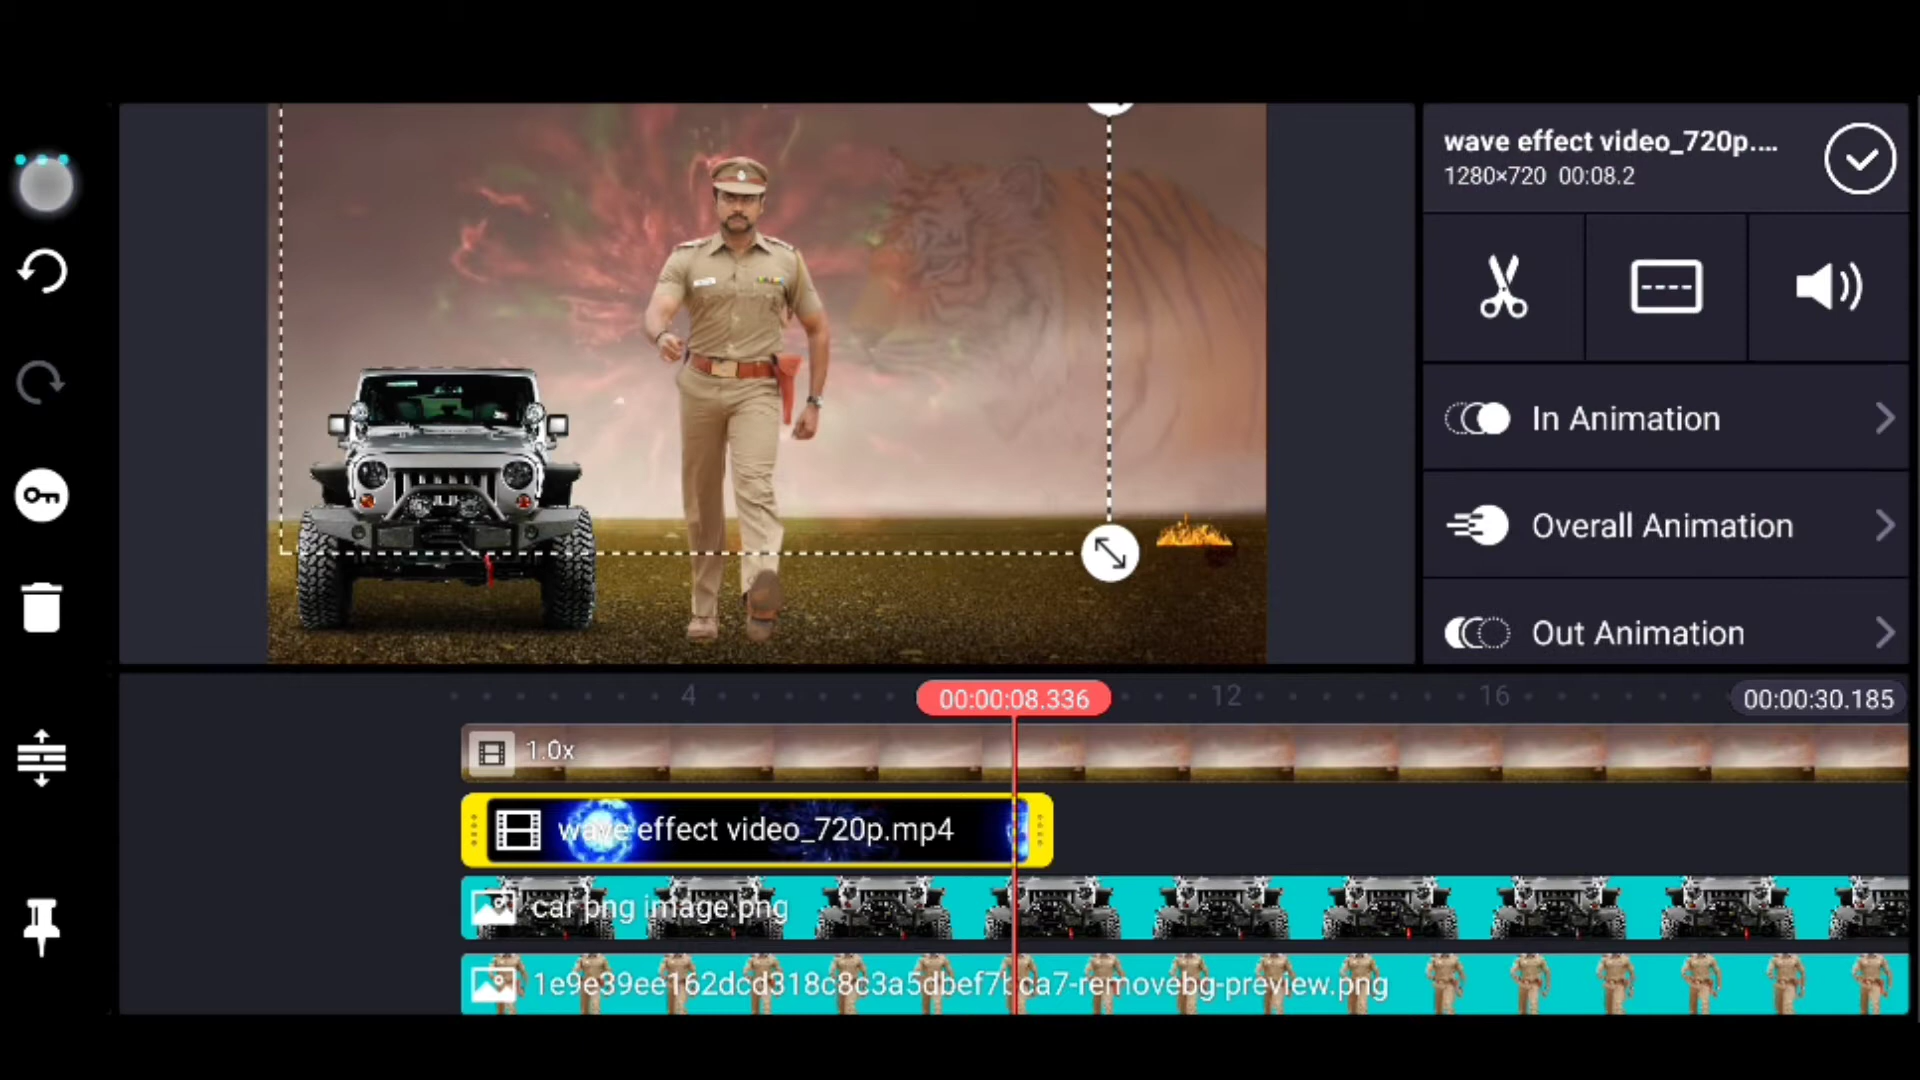 wave effect video_720p....
1280×720 00:08.2
In Animation
Overall Animation
Out Animation
4
00:00:08.336
12
16
00:00:30.185
1.0x
wave effect video_720p.mp4
car png image.png
1e9e39ee162dcd318c8c3a5dbef7bca7-removebg-preview.png